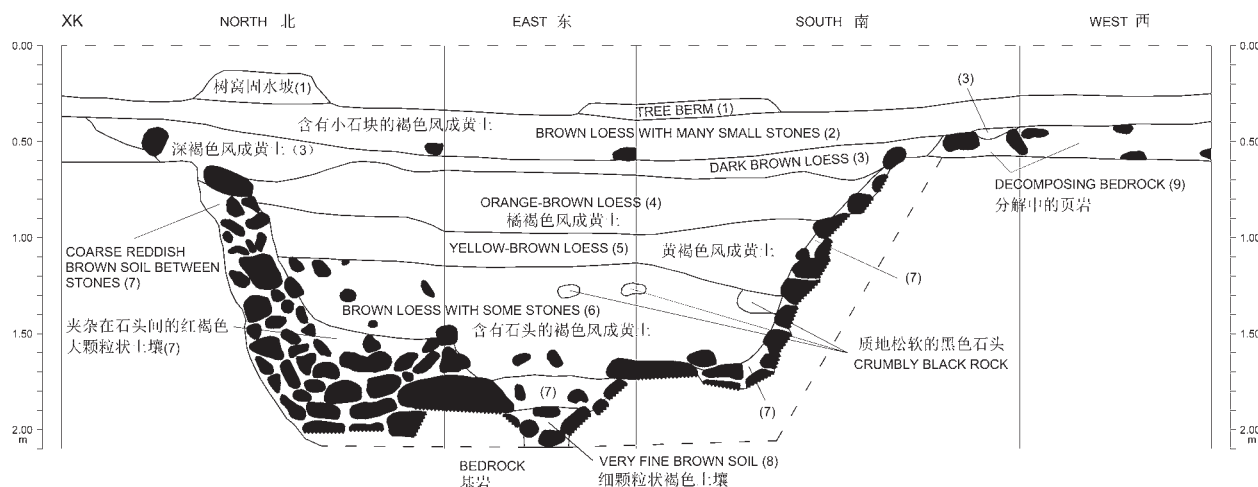 XK NORTH 北 EAST 东 SOUTH 南 WEST 西
0.00 0.00
树窝固水坡(1)
(3)
TREE BERM (1)
含有小石块的褐色风成黄土
BROWN LOESS WITH MANY SMALL STONES (2)
0.50 0.50
深褐色风成黄土(3)
DARK BROWN LOESS (3)
DECOMPOSING BEDROCK (9)
分解中的页岩
ORANGE-BROWN LOESS (4)
橘褐色风成黄土
1.00 1.00
COARSE REDDISH
BROWN SOIL BETWEEN
STONES (7)
YELLOW-BROWN LOESS (5)
黄褐色风成黄土
(7)
BROWN LOESS WITH SOME STONES (6)
含有石头的褐色风成黄土
夹杂在石头间的红褐色
大颗粒状土壤(7)
1.50 1.50
质地松软的黑色石头
CRUMBLY BLACK ROCK
(7)
(7)
2.00 2.00
m m
BEDROCK
基岩
VERY FINE BROWN SOIL (8)
细颗粒状褐色土壤